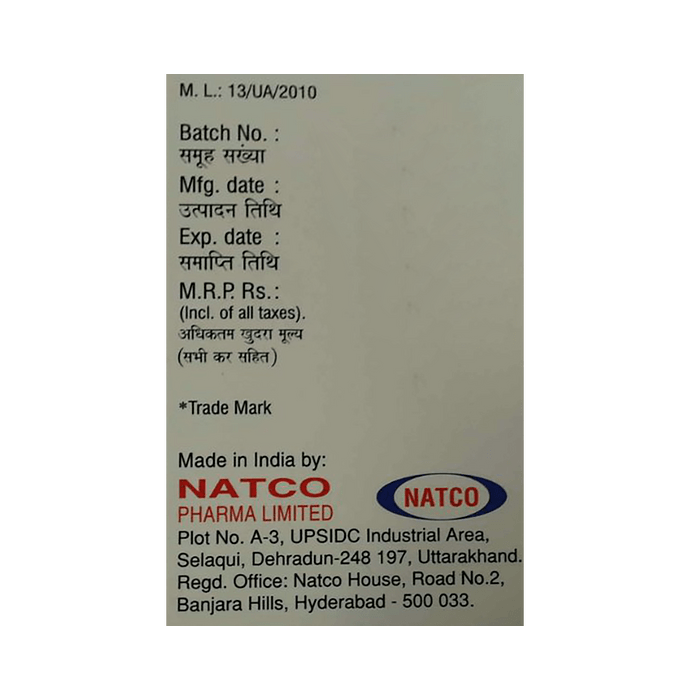 M. L.: 13/UA/2010
Batch No. :
समूह सख्या
Mfg. date :
उत्पादन तिथि
Exp. date :
समाप्ति तिथि
M.R.P. Rs.:
(Incl. of all taxes).
अधिकतम खुदरा मूल्य
(सभी कर सहित)
*Trade Mark
Made in India by:
NATCO
PHARMA LIMITED
NATCO
Plot No. A-3, UPSIDC Industrial Area,
Selaqui, Dehradun-248 197, Uttarakhand.
Regd. Office: Natco House, Road No.2,
Banjara Hills, Hyderabad - 500 033.